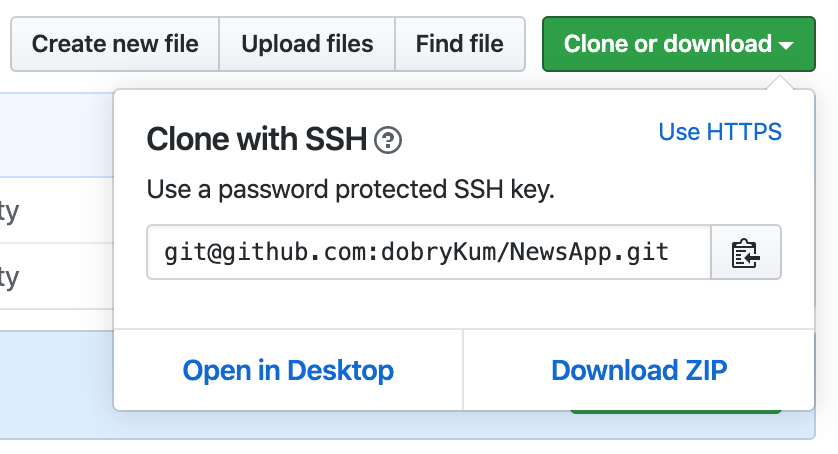 Create new file Upload files Find file Clone or download
Clone with SSH ? Use HTTPS
Use a password protected SSH key.
ty
git@github.com:dobryKum/NewsApp.git
ty
Open in Desktop Download ZIP